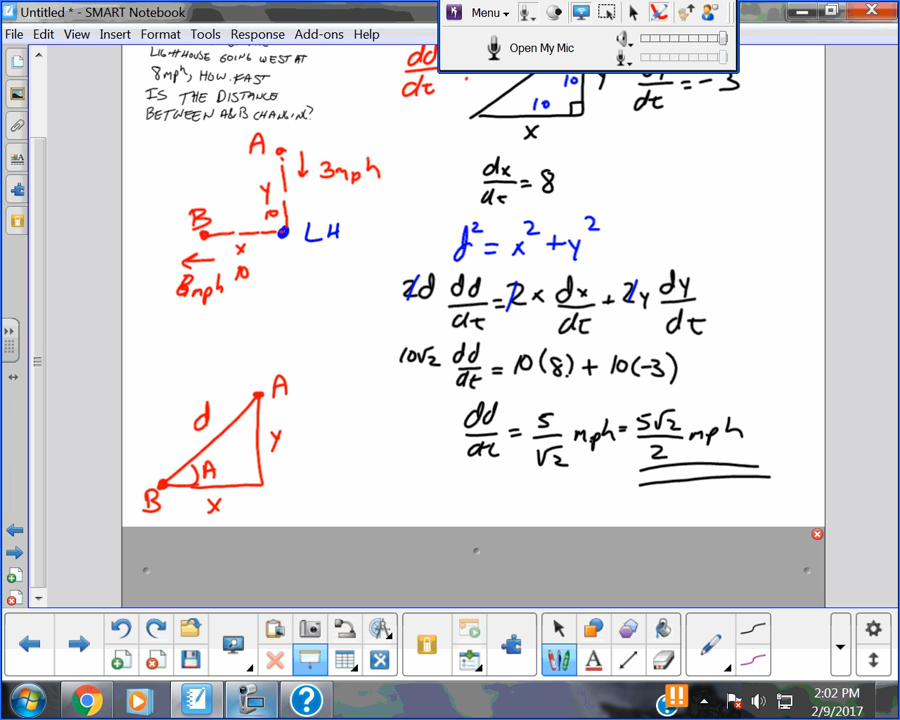 Untitled * - SMART Notebook
Menu
Open My Mic
File Edit View Insert Format Tools Response Add-ons Help
LIGHTHOUSE GOING WEST AT
8mph, HOW FAST
IS THE DISTANCE
BETWEEN A&B CHANGING?
dd/dt
10
10
y
x
= -3
A
3mph
y
10
B
x
LH
8mph
10
dx/dt = 8
d² = x² + y²
2d dd/dt = 2x dx/dt + 2y dy/dt
10√2 dd/dt = 10(8) + 10(-3)
dd/dt = 5/√2 mph = 5√2/2 mph
A
d
y
A
B
x
2:02 PM
2/9/2017